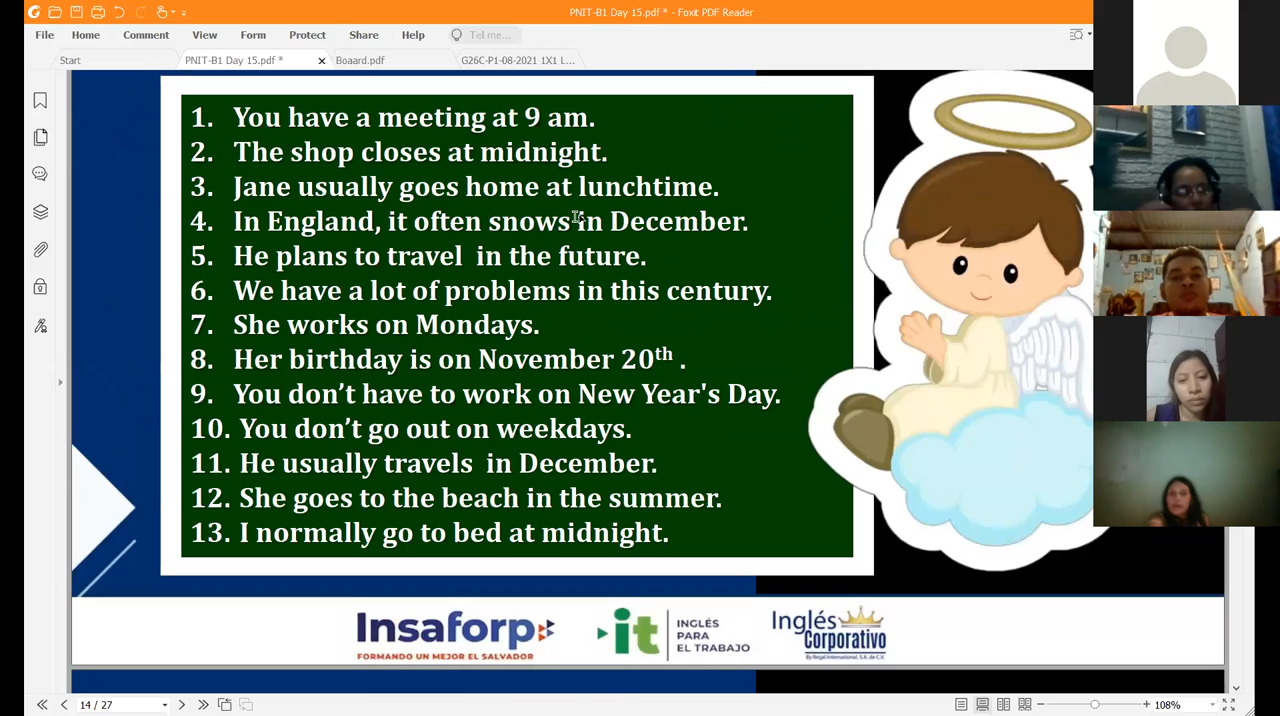 PNIT-B1 Day 15.pdf * - Foxit PDF Reader
File Home Comment View Form Protect Share Help Tell me...
Start PNIT-B1 Day 15.pdf * Boaard.pdf G26C-P1-08-2021 1X1 L...
1. You have a meeting at 9 am.
2. The shop closes at midnight.
3. Jane usually goes home at lunchtime.
4. In England, it often snows in December.
5. He plans to travel in the future.
6. We have a lot of problems in this century.
7. She works on Mondays.
8. Her birthday is on November 20th .
9. You don’t have to work on New Year's Day.
10. You don’t go out on weekdays.
11. He usually travels in December.
12. She goes to the beach in the summer.
13. I normally go to bed at midnight.
Insaforp
FORMANDO UN MEJOR EL SALVADOR
it
INGLÉS
PARA
EL TRABAJO
Inglés
Corporativo
By Regal International, S.A. de C.V.
14 / 27
108%